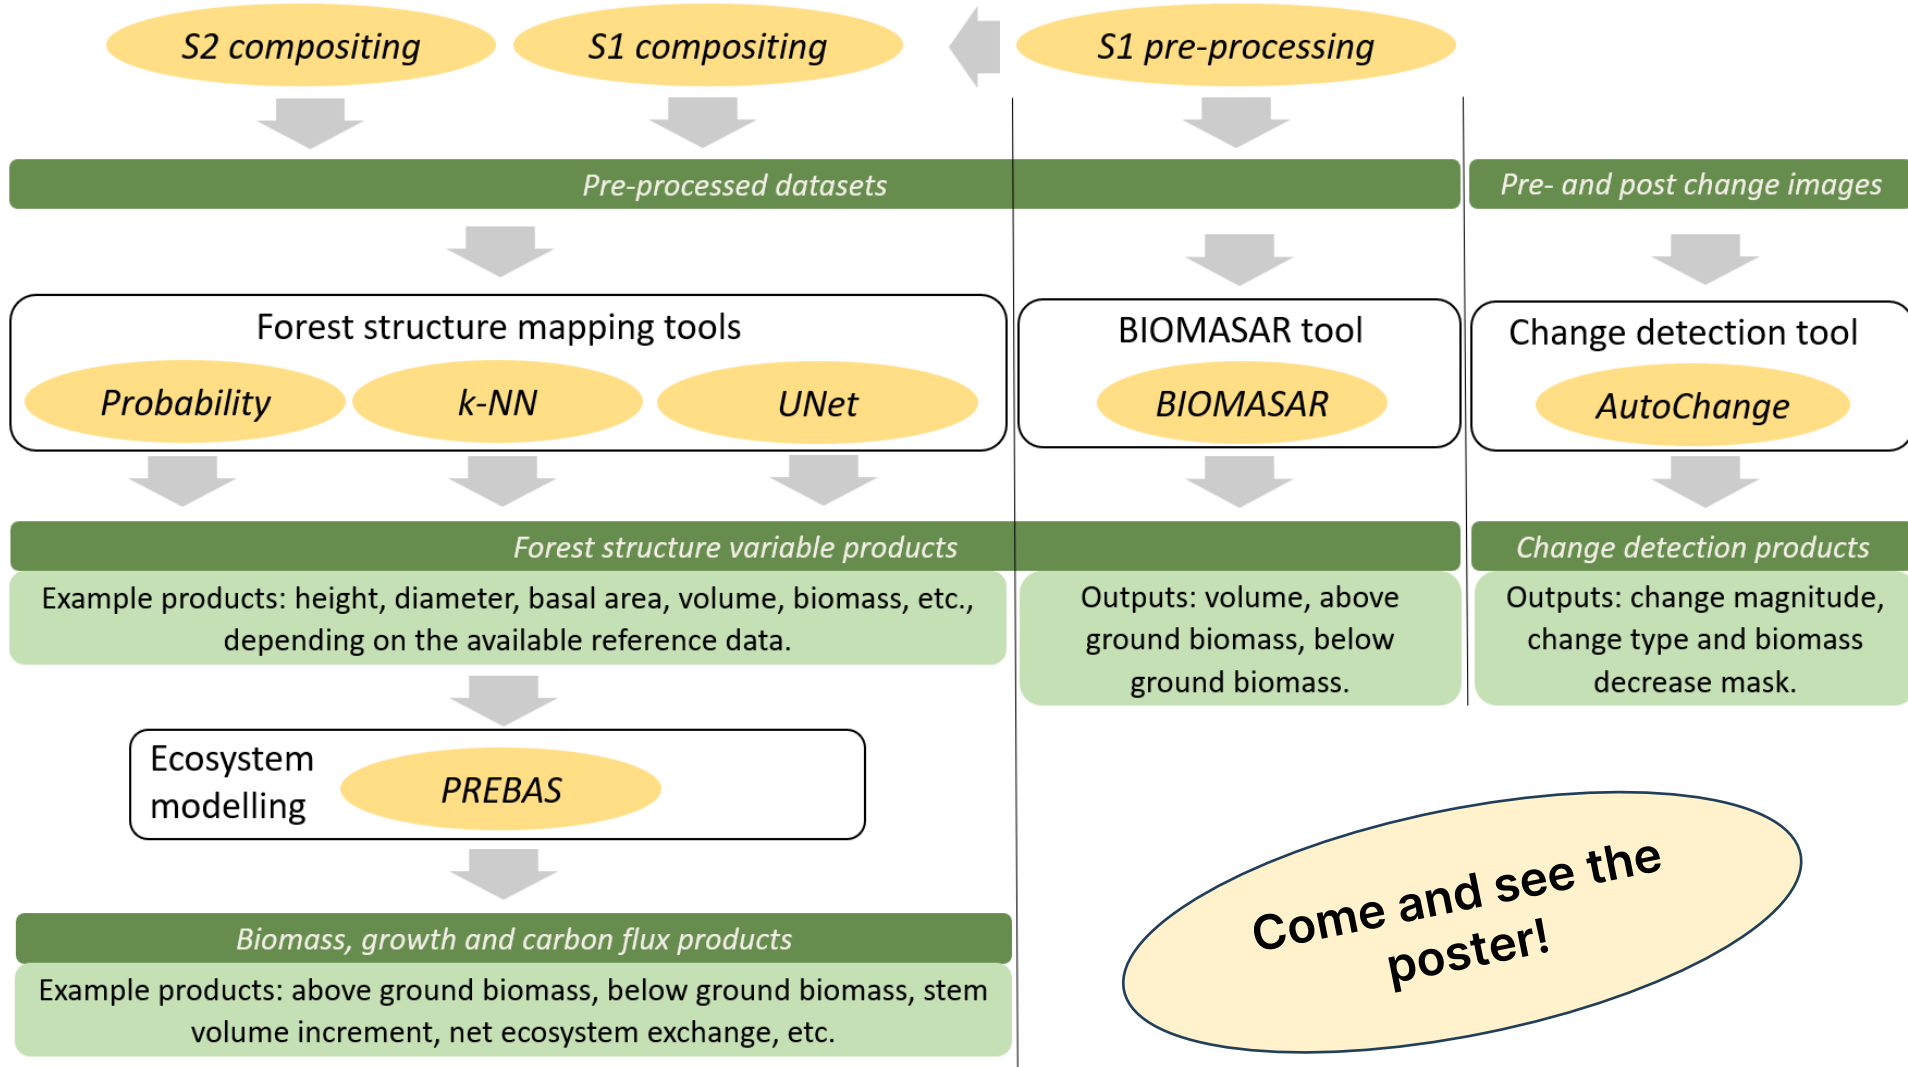 S2 compositing
S1 compositing
S1 pre-processing
Pre-processed datasets
Pre- and post change images
Forest structure mapping tools
Probability
k-NN
UNet
BIOMASAR tool
BIOMASAR
Change detection tool
AutoChange
Forest structure variable products
Example products: height, diameter, basal area, volume, biomass, etc.,
depending on the available reference data.
Outputs: volume, above
ground biomass, below
ground biomass.
Change detection products
Outputs: change magnitude,
change type and biomass
decrease mask.
Ecosystem
modelling
PREBAS
Biomass, growth and carbon flux products
Example products: above ground biomass, below ground biomass, stem
volume increment, net ecosystem exchange, etc.
Come and see the
poster!